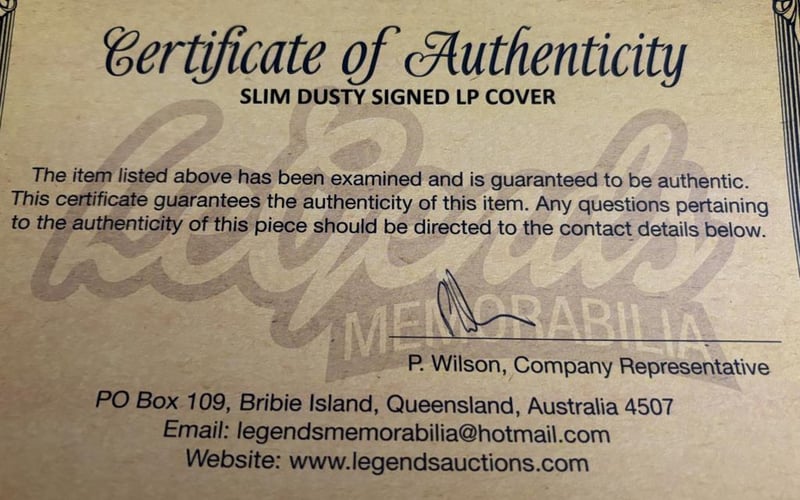 Certificate of Authenticity
SLIM DUSTY SIGNED LP COVER
Legends
MEMORABILIA
The item listed above has been examined and is guaranteed to be authentic.
This certificate guarantees the authenticity of this item. Any questions pertaining
to the authenticity of this piece should be directed to the contact details below.
P. Wilson, Company Representative
PO Box 109, Bribie Island, Queensland, Australia 4507
Email: legendsmemorabilia@hotmail.com
Website: www.legendsauctions.com